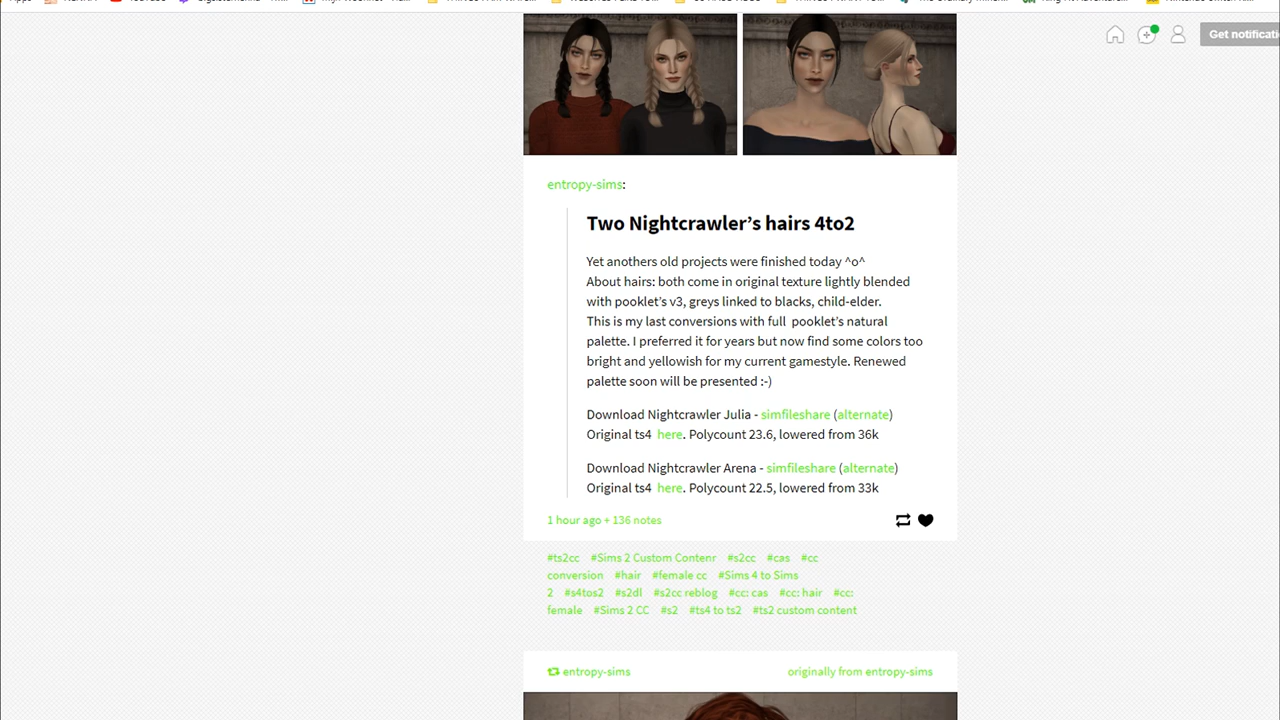 Get notificati
entropy-sims:
Two Nightcrawler’s hairs 4to2
Yet anothers old projects were finished today ^o^
About hairs: both come in original texture lightly blended
with pooklet’s v3, greys linked to blacks, child-elder.
This is my last conversions with full pooklet’s natural
palette. I preferred it for years but now find some colors too
bright and yellowish for my current gamestyle. Renewed
palette soon will be presented :-)
Download Nightcrawler Julia - simfileshare (alternate)
Original ts4 here. Polycount 23.6, lowered from 36k
Download Nightcrawler Arena - simfileshare (alternate)
Original ts4 here. Polycount 22.5, lowered from 33k
1 hour ago + 136 notes
#ts2cc #Sims 2 Custom Contenr #s2cc #cas #cc
conversion #hair #female cc #Sims 4 to Sims
2 #s4tos2 #s2dl #s2cc reblog #cc: cas #cc: hair #cc:
female #Sims 2 CC #s2 #ts4 to ts2 #ts2 custom content
entropy-sims originally from entropy-sims